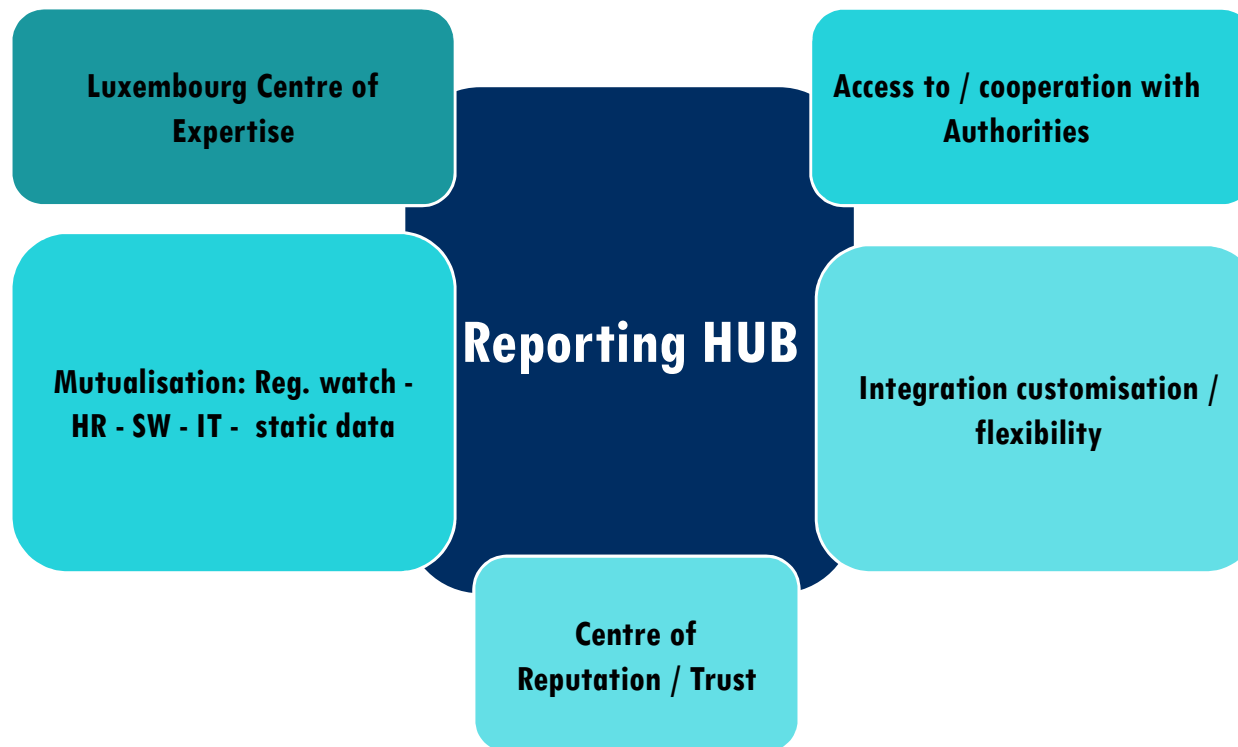 Luxembourg Centre of
Expertise
Access to / cooperation with
Authorities
Reporting HUB
Mutualisation: Reg. watch -
HR - SW - IT - static data
Integration customisation /
flexibility
Centre of
Reputation / Trust